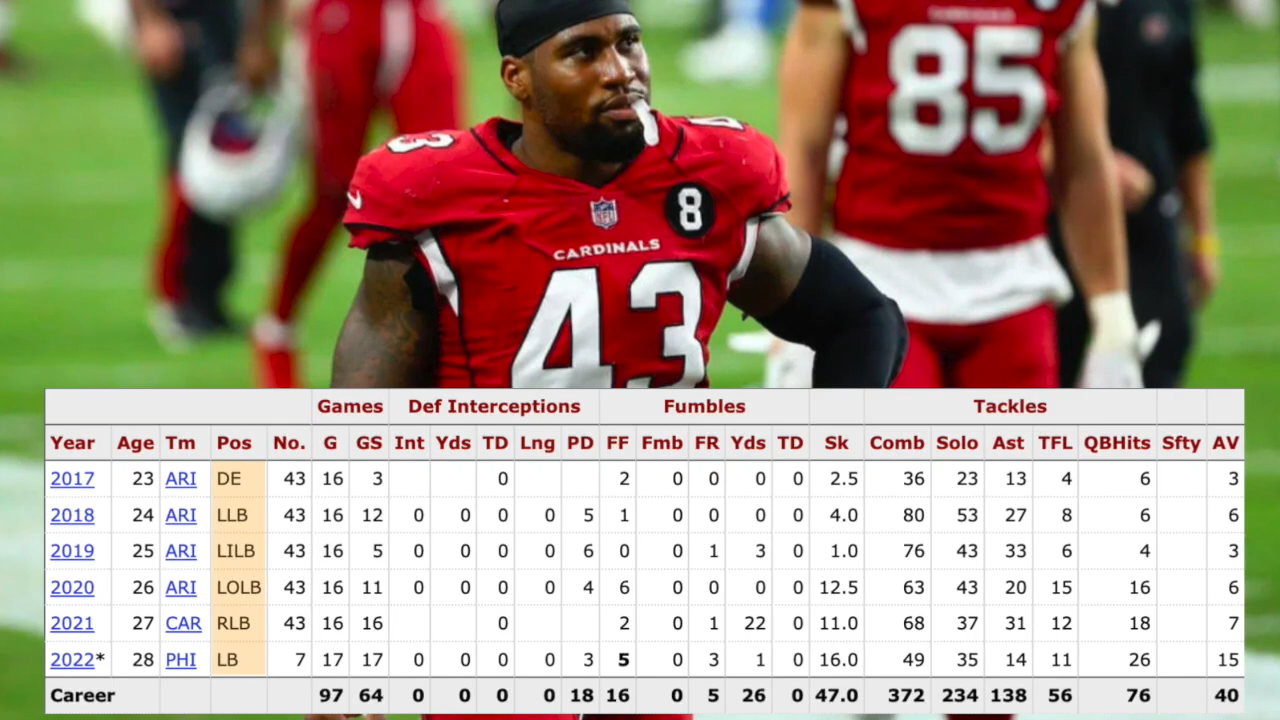 CARDINALS
85
3
NFL
8
CARDINALS
43
Games Def Interceptions Fumbles Tackles
Year Age Tm Pos No. G GS Int Yds TD Lng PD FF Fmb FR Yds TD Sk Comb Solo Ast TFL QBHits Sfty AV
2017 23 ARI DE 43 16 3 0 2 0 0 0 0 2.5 36 23 13 4 6 3
2018 24 ARI LLB 43 16 12 0 0 0 0 5 1 0 0 0 0 4.0 80 53 27 8 6 6
2019 25 ARI LILB 43 16 5 0 0 0 0 6 0 0 1 3 0 1.0 76 43 33 6 4 3
2020 26 ARI LOLB 43 16 11 0 0 0 0 4 6 0 0 0 0 12.5 63 43 20 15 16 6
2021 27 CAR RLB 43 16 16 0 2 0 1 22 0 11.0 68 37 31 12 18 7
2022* 28 PHI LB 7 17 17 0 0 0 0 3 5 0 3 1 0 16.0 49 35 14 11 26 15
Career 97 64 0 0 0 0 18 16 0 5 26 0 47.0 372 234 138 56 76 40